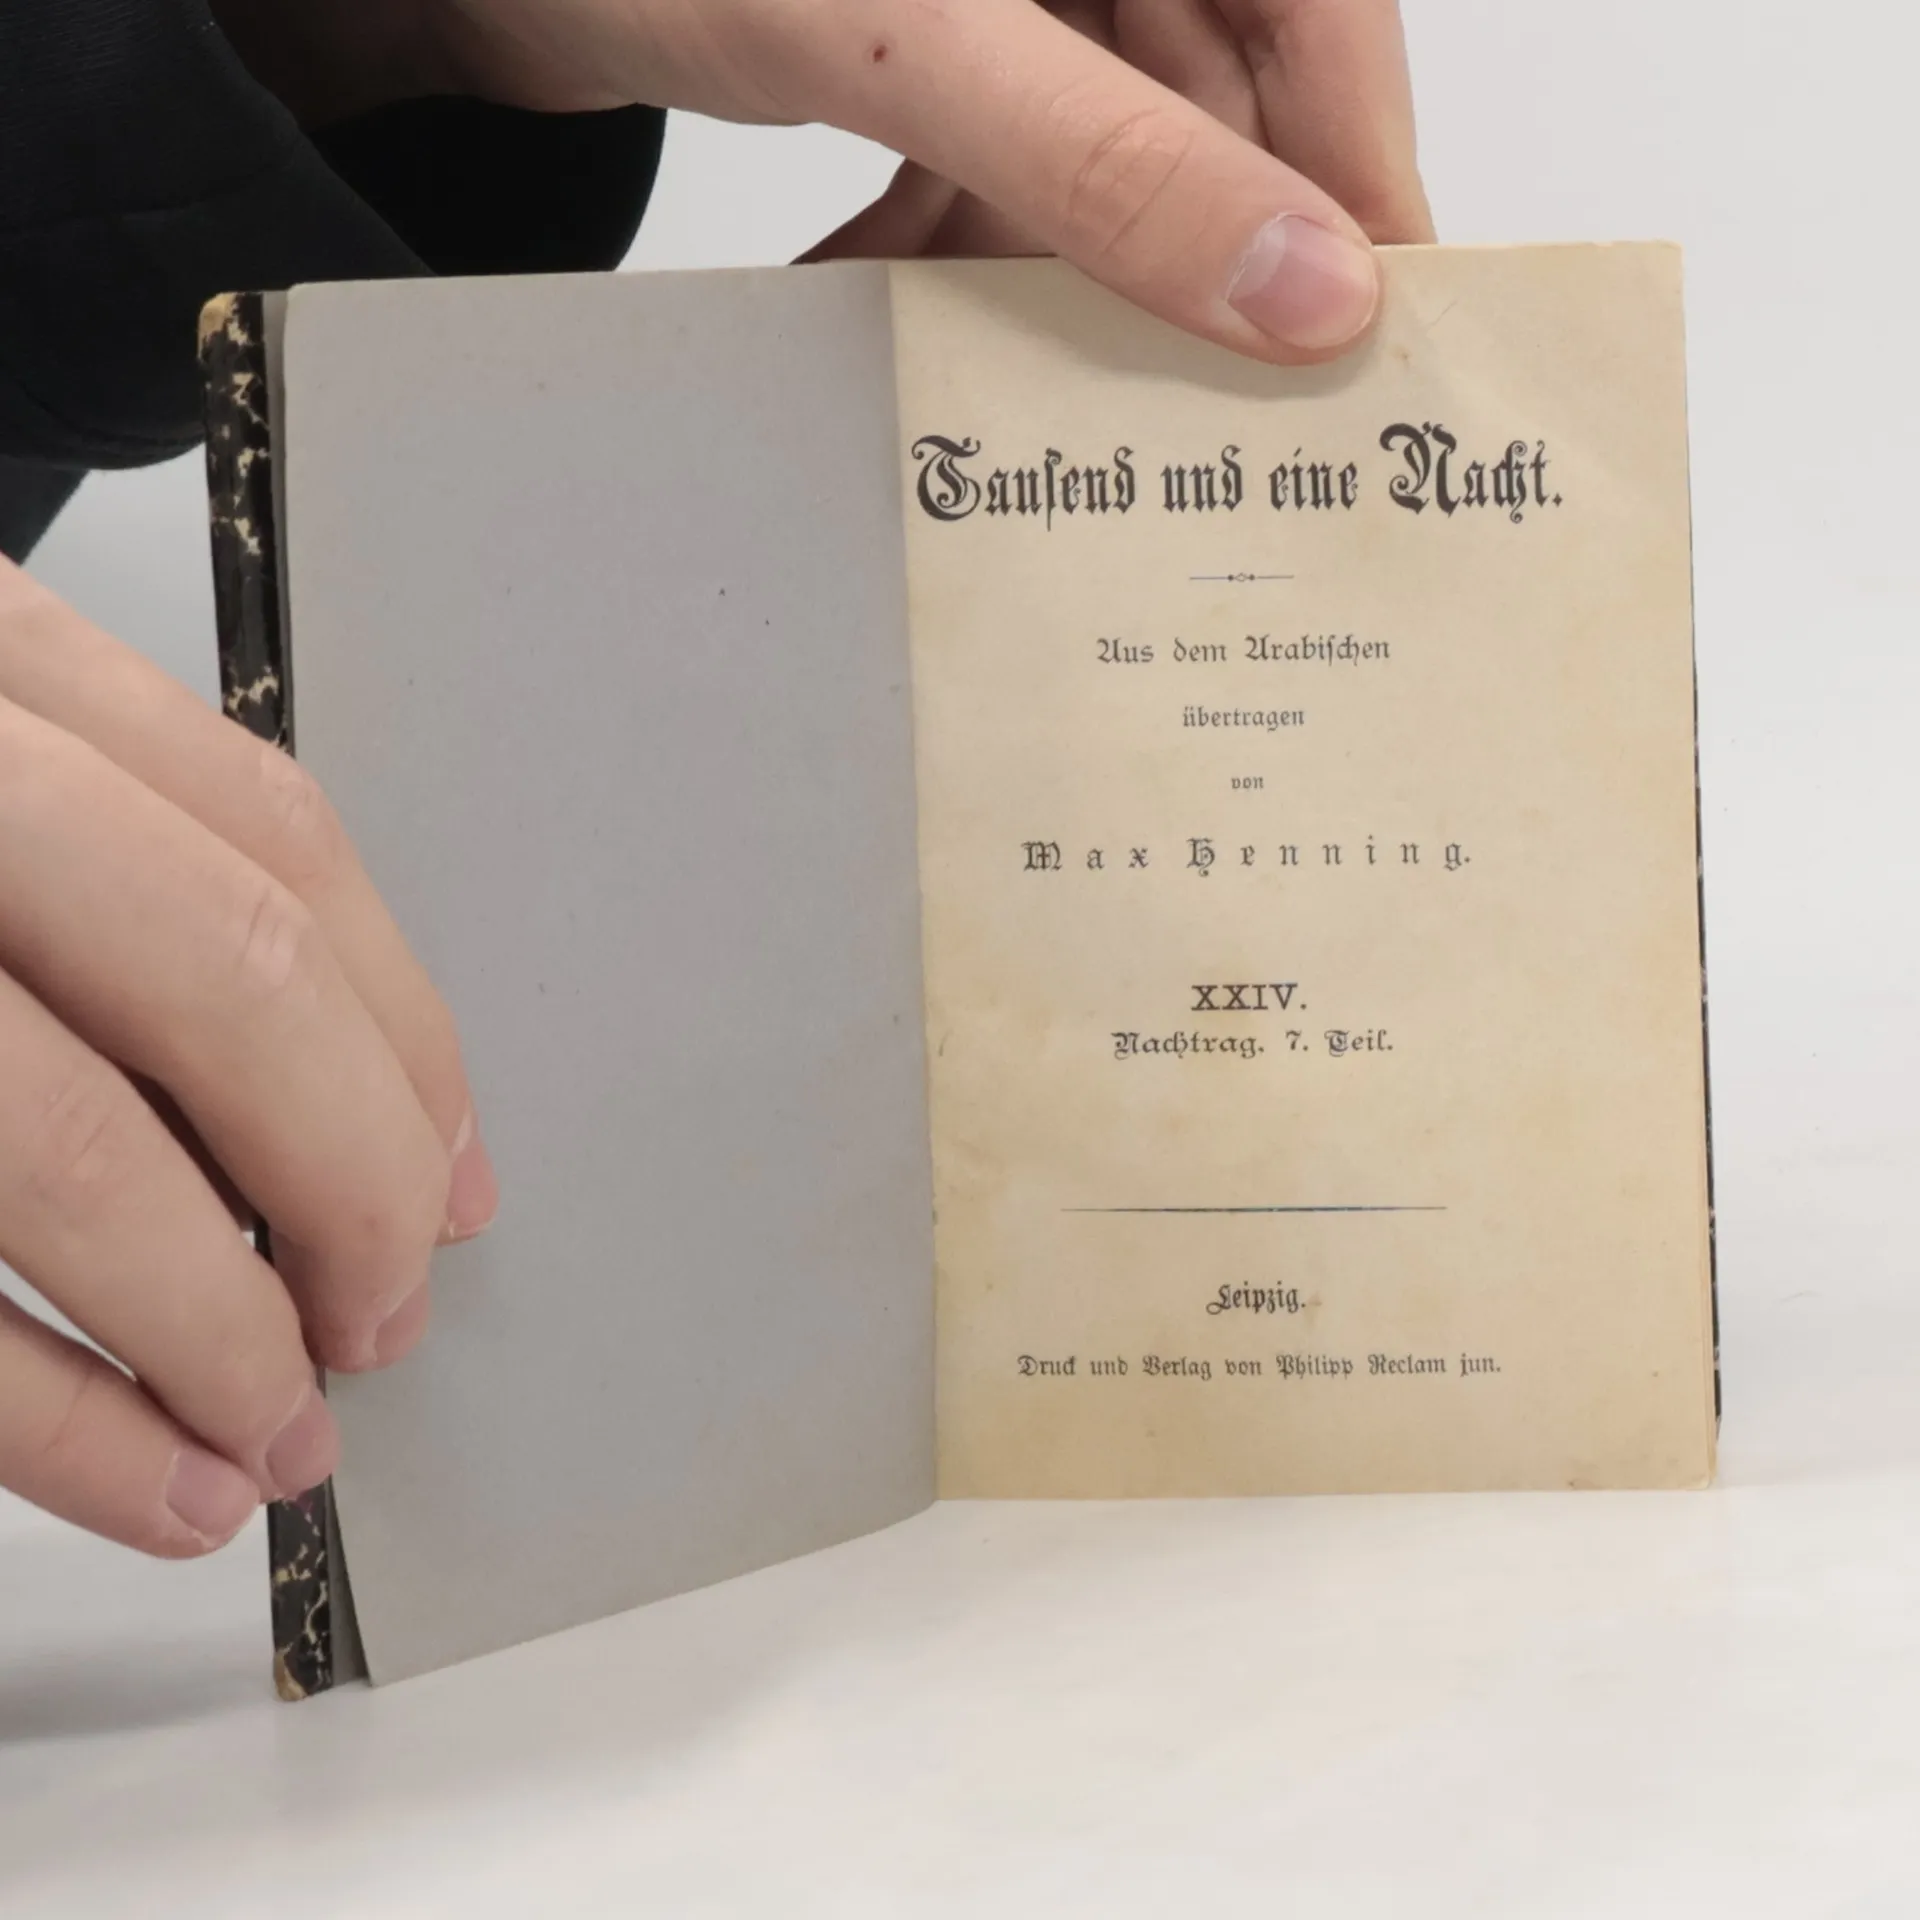 Tausend und eine Nacht.
Aus dem Arabischen
übertragen
von
Max Henning.
XXIV.
Nachtrag. 7. Teil.
Leipzig.
Druck und Verlag von Philipp Reclam jun.